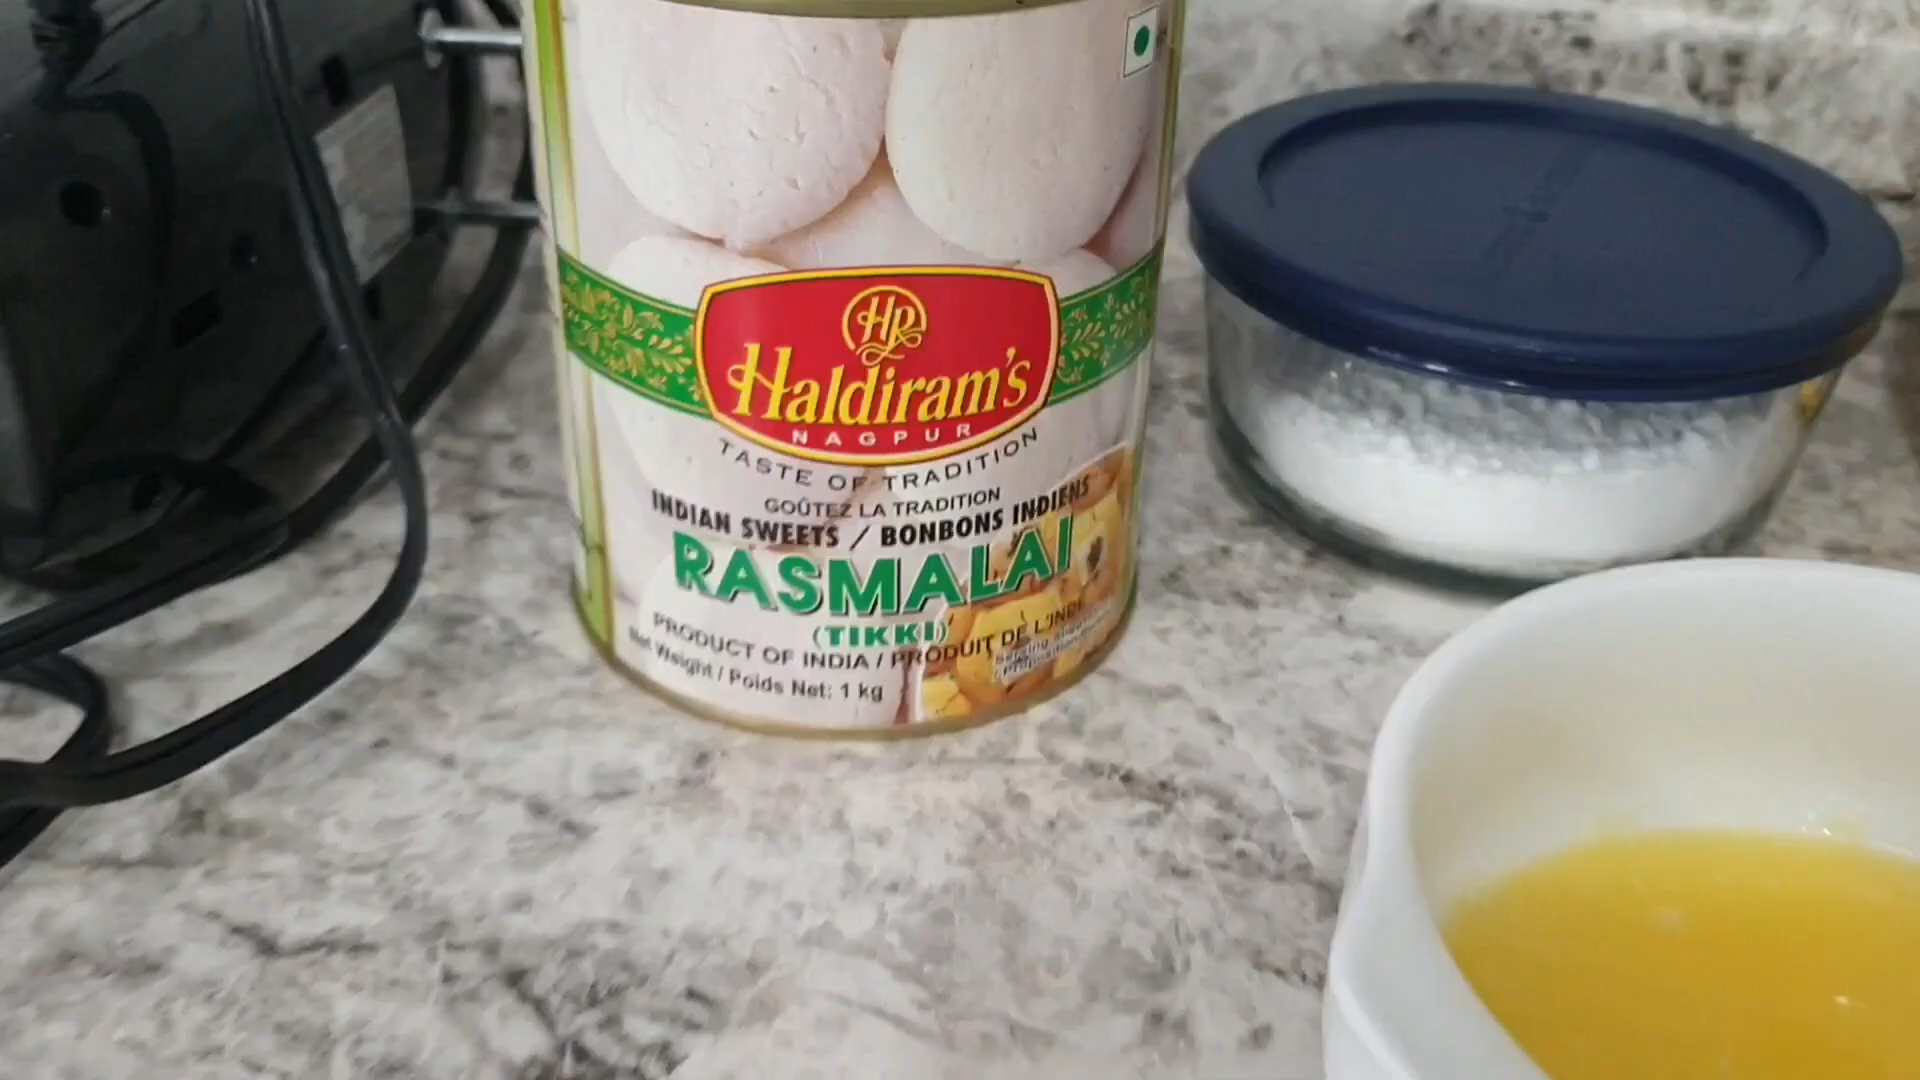 HR
Haldiram's
NAGPUR
TASTE OF TRADITION
GOÛTEZ LA TRADITION
INDIAN SWEETS / BONBONS INDIENS
RASMALAI
(TIKKI)
PRODUCT OF INDIA / PRODUIT DE L'INDE
Net Weight / Poids Net: 1 kg